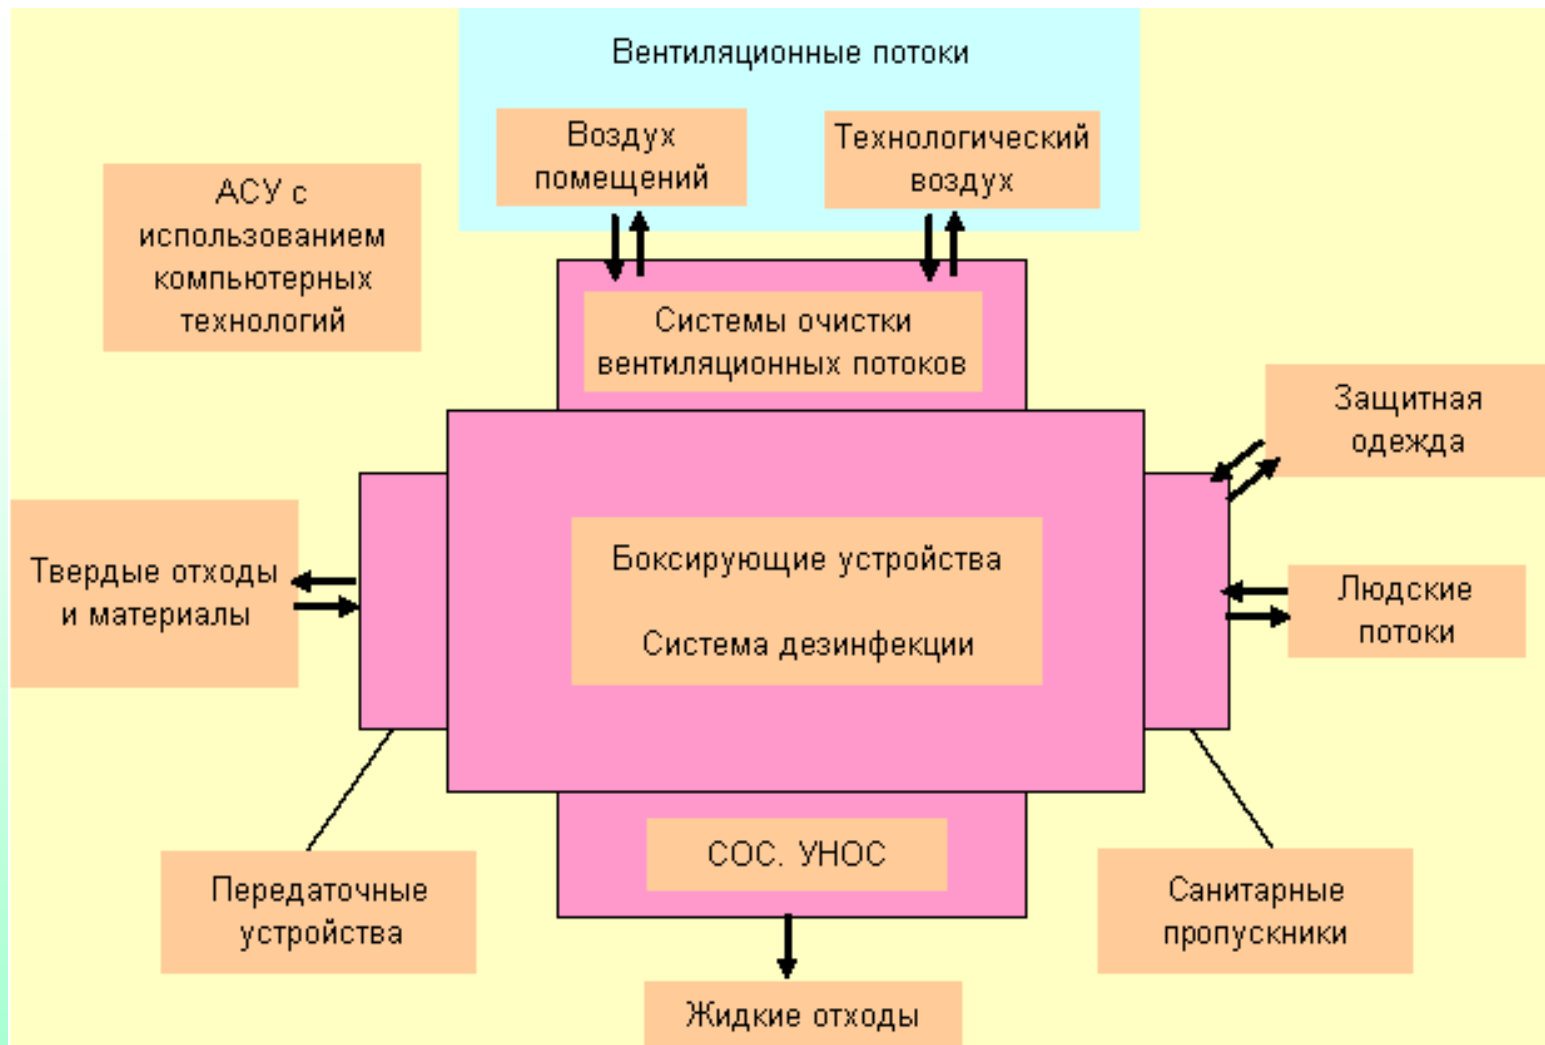 Вентиляционные потоки
Воздух
помещений
Технологический
воздух
АСУ с
использованием
компьютерных
технологий
Системы очистки
вентиляционных потоков
Защитная
одежда
Твердые отходы
и материалы
Боксирующие устройства
Система дезинфекции
Людские
потоки
СОС. УНОС
Передаточные
устройства
Санитарные
пропускники
Жидкие отходы